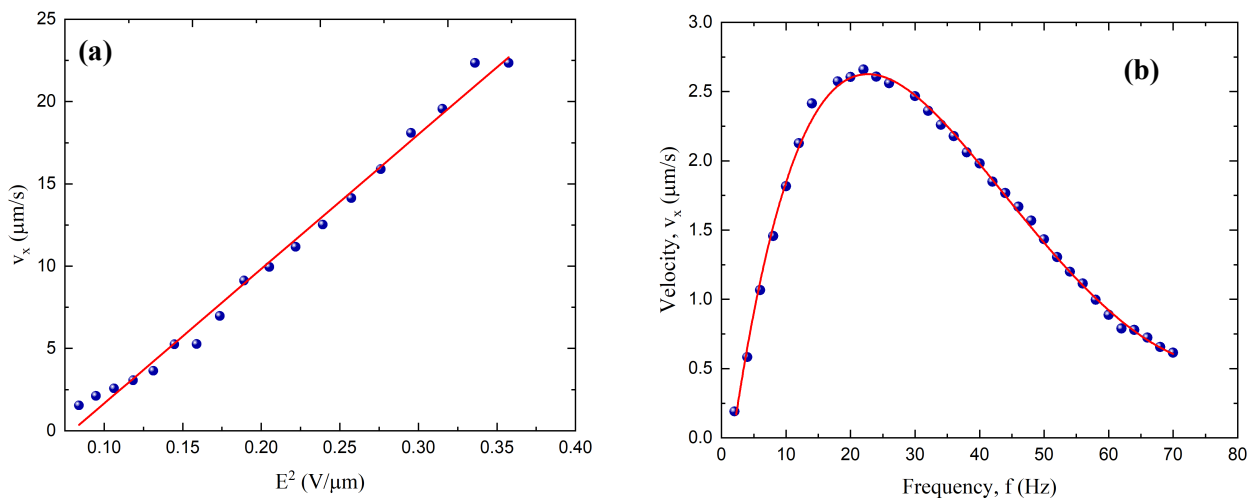 (a)
25
20
15
10
5
0
vx (μm/s)
0.10 0.15 0.20 0.25 0.30 0.35 0.40
E² (V/μm)
(b)
3.0
2.5
2.0
1.5
1.0
0.5
0.0
Velocity, vx (μm/s)
0 10 20 30 40 50 60 70 80
Frequency, f (Hz)